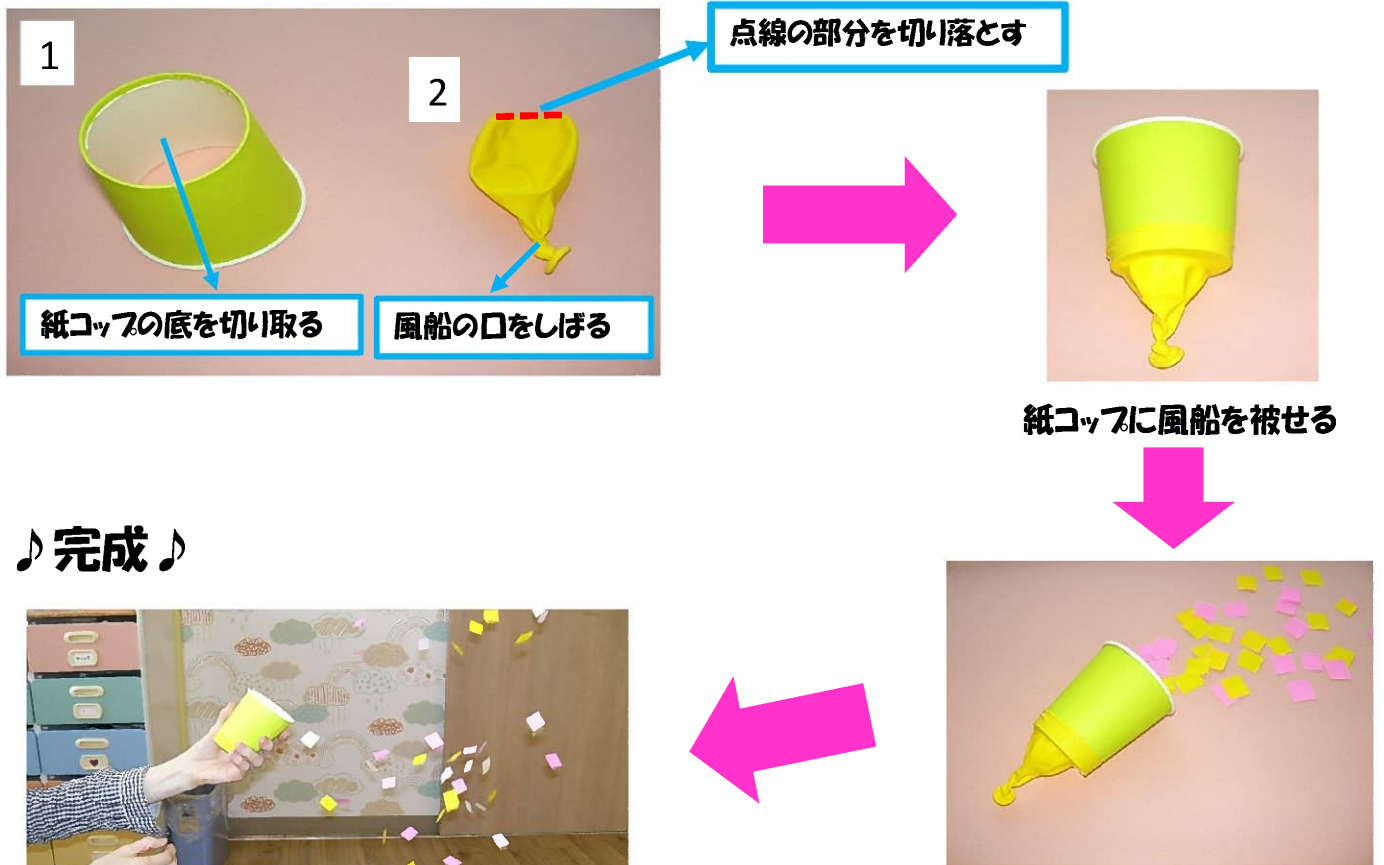 1
2
点線の部分を切り落とす
紙コップの底を切り取る
風船の口をしばる
紙コップに風船を被せる
♪完成♪